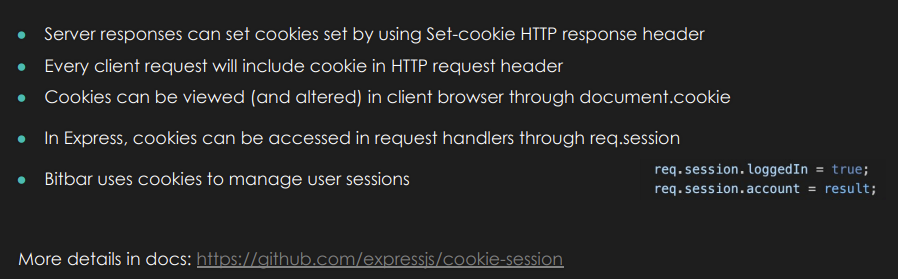 Server responses can set cookies set by using Set-cookie HTTP response header
Every client request will include cookie in HTTP request header
Cookies can be viewed (and altered) in client browser through document.cookie
In Express, cookies can be accessed in request handlers through req.session
Bitbar uses cookies to manage user sessions
req.session.loggedIn = true;
req.session.account = result;
More details in docs: https://github.com/expressjs/cookie-session